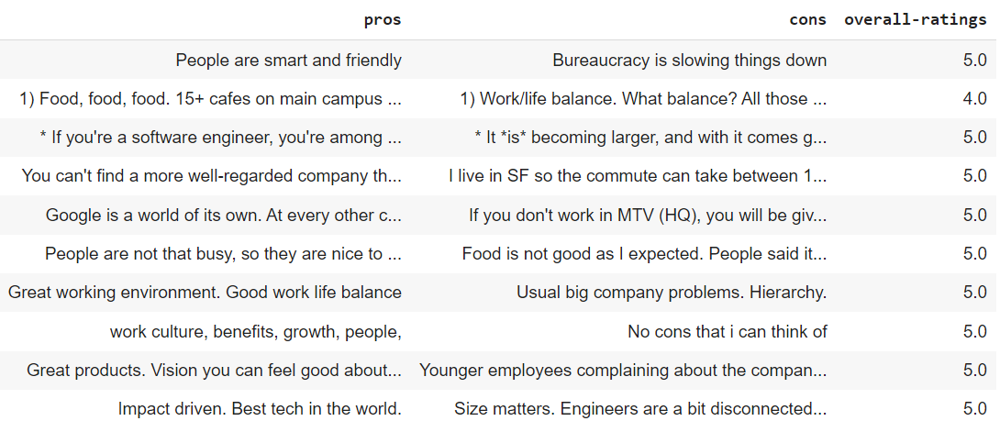 pros cons overall-ratings
People are smart and friendly Bureaucracy is slowing things down 5.0
1) Food, food, food. 15+ cafes on main campus ... 1) Work/life balance. What balance? All those ... 4.0
* If you're a software engineer, you're among ... * It *is* becoming larger, and with it comes g... 5.0
You can't find a more well-regarded company th... I live in SF so the commute can take between 1... 5.0
Google is a world of its own. At every other c... If you don't work in MTV (HQ), you will be giv... 5.0
People are not that busy, so they are nice to ... Food is not good as I expected. People said it... 5.0
Great working environment. Good work life balance Usual big company problems. Hierarchy. 5.0
work culture, benefits, growth, people, No cons that i can think of 5.0
Great products. Vision you can feel good about... Younger employees complaining about the compan... 5.0
Impact driven. Best tech in the world. Size matters. Engineers are a bit disconnected... 5.0